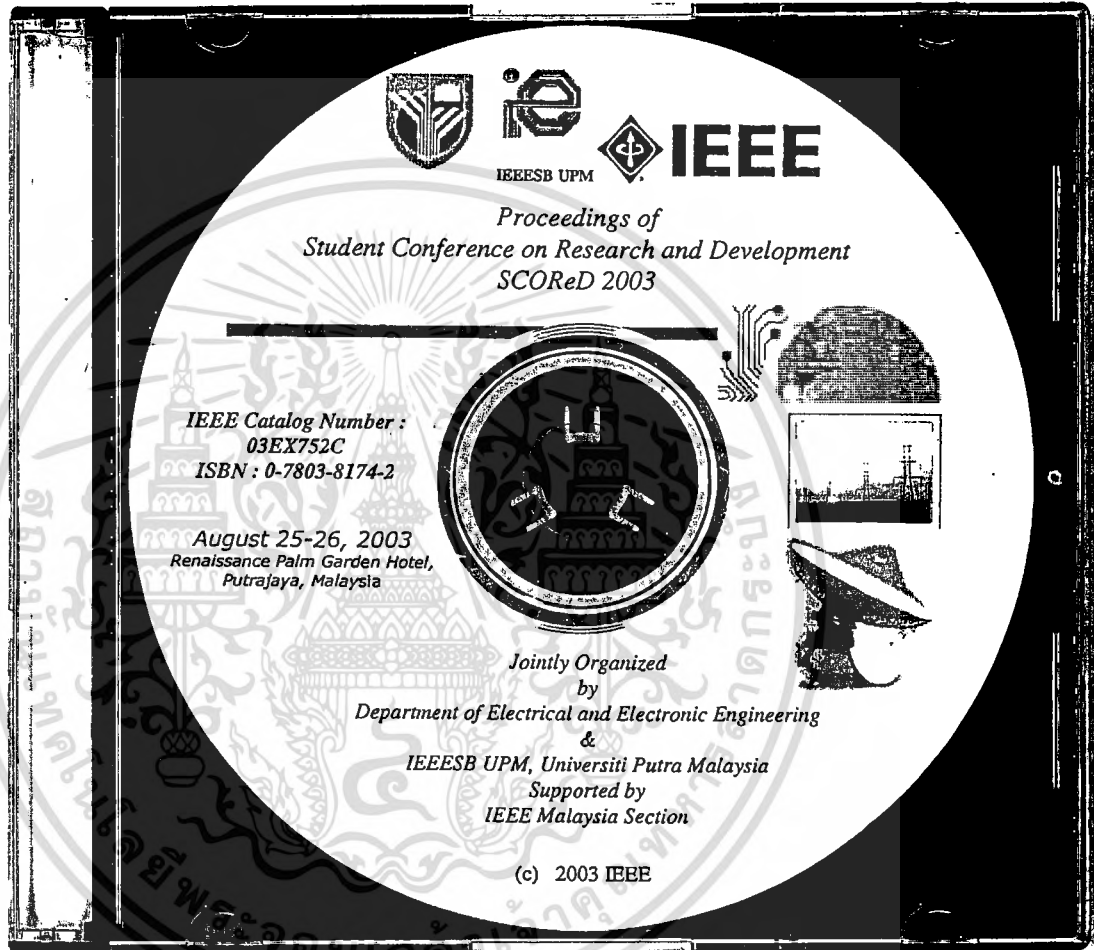 ie
IEEESB UPM
IEEE
Proceedings of
Student Conference on Research and Development
SCOReD 2003
IEEE Catalog Number :
03EX752C
ISBN : 0-7803-8174-2
August 25-26, 2003
Renaissance Palm Garden Hotel,
Putrajaya, Malaysia
Jointly Organized
by
Department of Electrical and Electronic Engineering
&
IEEESB UPM, Universiti Putra Malaysia
Supported by
IEEE Malaysia Section
(c) 2003 IEEE